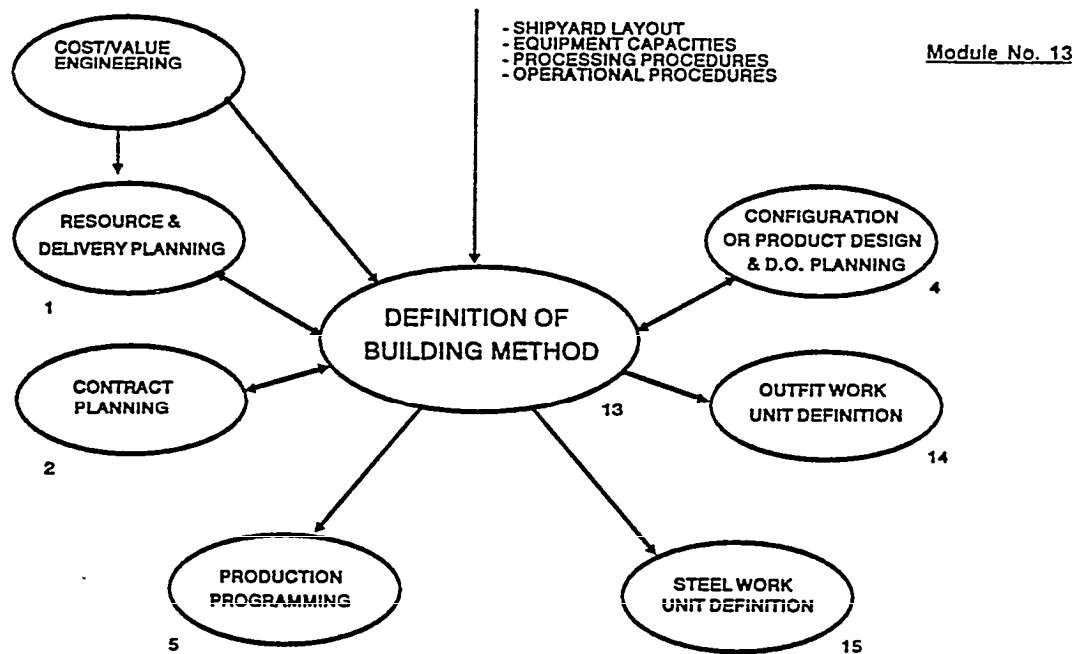 COST/VALUE
ENGINEERING
- SHIPYARD LAYOUT
- EQUIPMENT CAPACITIES
- PROCESSING PROCEDURES
- OPERATIONAL PROCEDURES
Module No. 13
RESOURCE &
DELIVERY PLANNING
1
CONFIGURATION
OR PRODUCT DESIGN
& D.O. PLANNING
4
DEFINITION OF
BUILDING METHOD
13
CONTRACT
PLANNING
2
OUTFIT WORK
UNIT DEFINITION
14
PRODUCTION
PROGRAMMING
5
STEEL WORK
UNIT DEFINITION
15